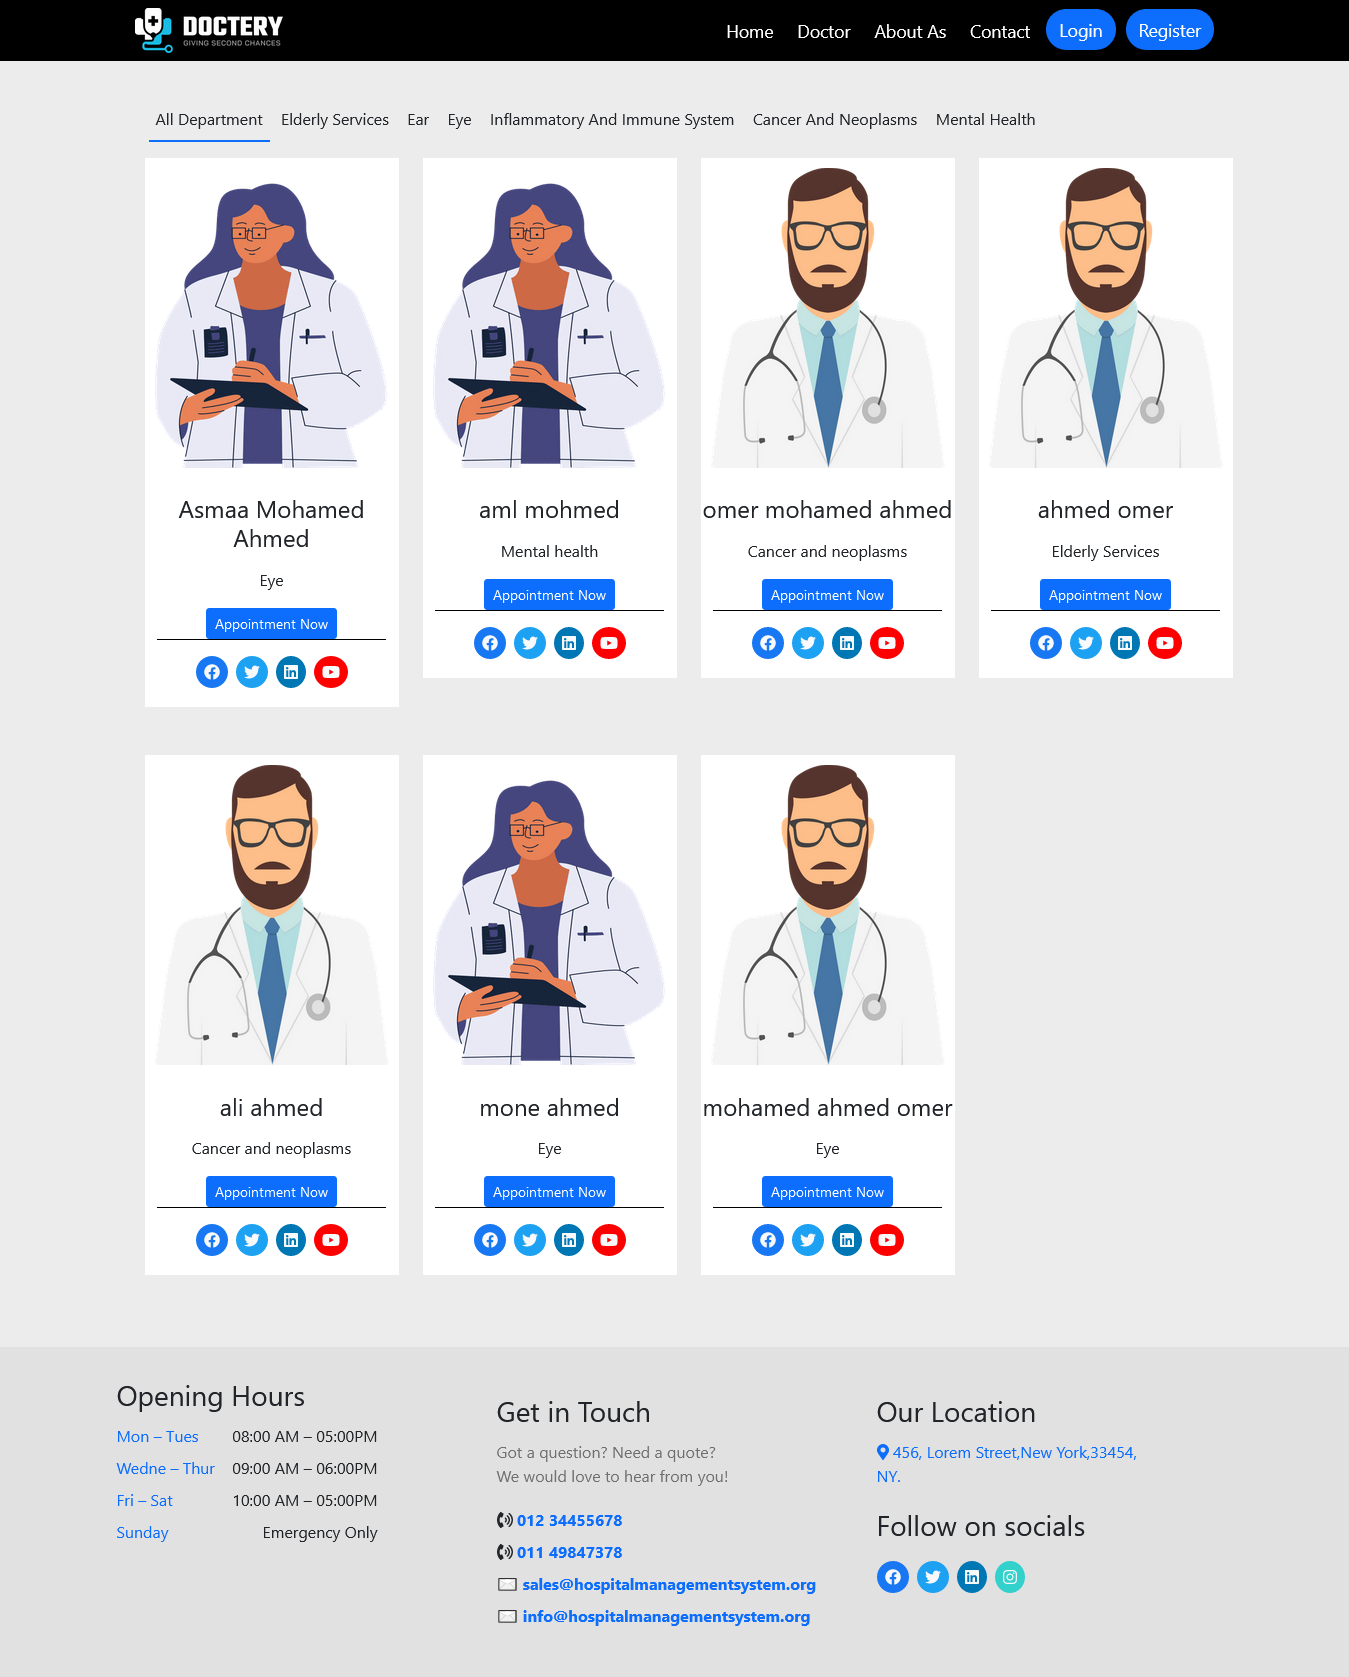 DOCTERY
GIVING SECOND CHANCES
Home Doctor About As Contact Login Register
All Department Elderly Services Ear Eye Inflammatory And Immune System Cancer And Neoplasms Mental Health
Asmaa Mohamed
Ahmed
Eye
Appointment Now
aml mohmed
Mental health
Appointment Now
omer mohamed ahmed
Cancer and neoplasms
Appointment Now
ahmed omer
Elderly Services
Appointment Now
ali ahmed
Cancer and neoplasms
Appointment Now
mone ahmed
Eye
Appointment Now
mohamed ahmed omer
Eye
Appointment Now
Opening Hours
Mon – Tues 08:00 AM – 05:00PM
Wedne – Thur 09:00 AM – 06:00PM
Fri – Sat 10:00 AM – 05:00PM
Sunday Emergency Only
Get in Touch
Got a question? Need a quote?
We would love to hear from you!
012 34455678
011 49847378
sales@hospitalmanagementsystem.org
info@hospitalmanagementsystem.org
Our Location
456, Lorem Street,New York,33454,
NY.
Follow on socials